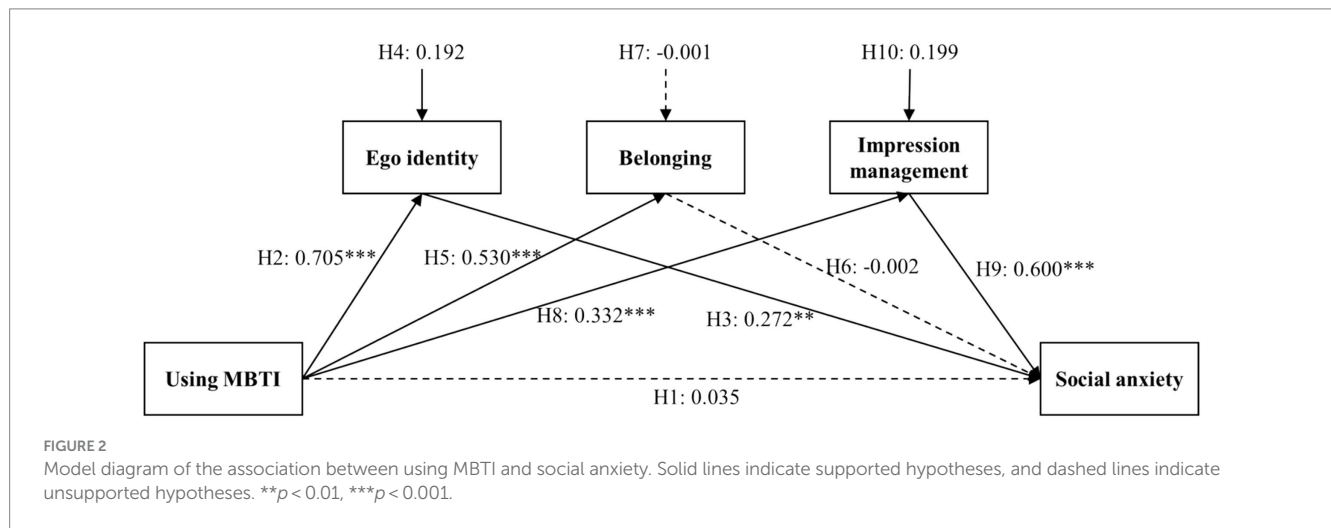 H4: 0.192
H7: -0.001
H10: 0.199
Ego identity
Belonging
Impression
management
H2: 0.705***
H5: 0.530***
H6: -0.002
H9: 0.600***
H8: 0.332***
H3: 0.272**
Using MBTI
Social anxiety
H1: 0.035
FIGURE 2
Model diagram of the association between using MBTI and social anxiety. Solid lines indicate supported hypotheses, and dashed lines indicate
unsupported hypotheses. **p < 0.01, ***p < 0.001.